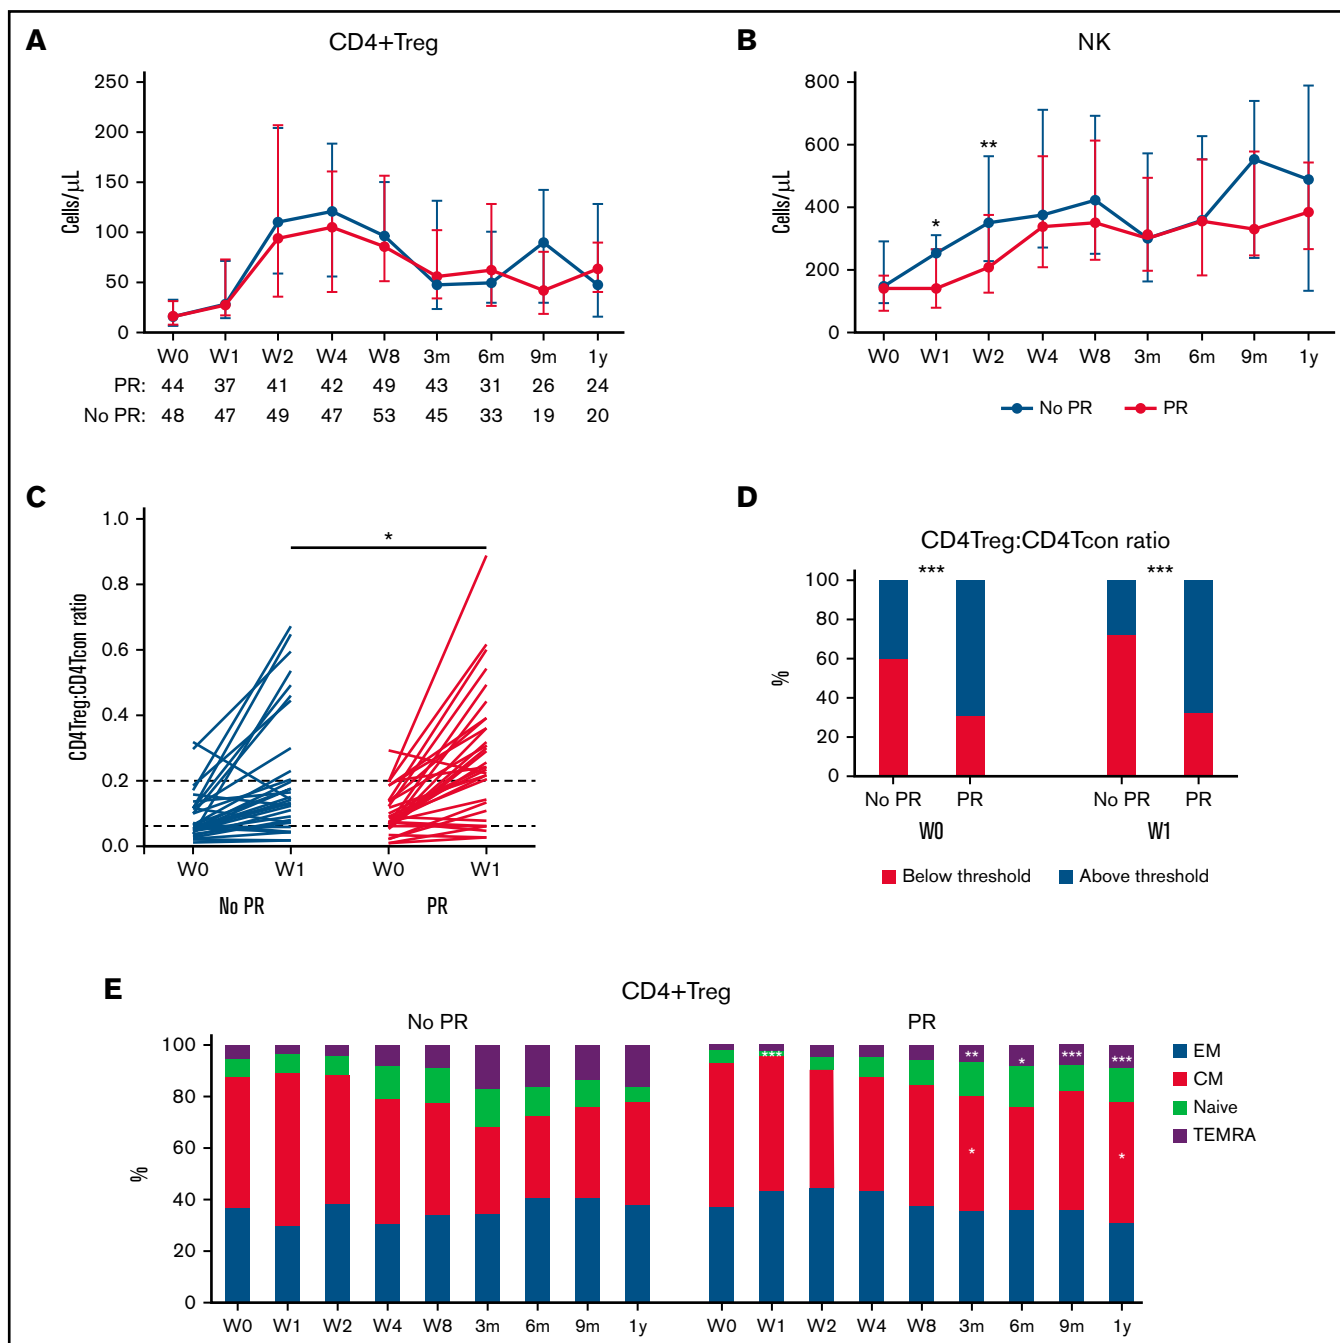 A
CD4+Treg
250
200
150
100
50
0
Cells/μL
W0 W1 W2 W4 W8 3m 6m 9m 1y
PR: 44 37 41 42 49 43 31 26 24
No PR: 48 47 49 47 53 45 33 19 20
B
NK
800
600
400
200
0
Cells/μL
*
**
W0 W1 W2 W4 W8 3m 6m 9m 1y
No PR PR
C
1.0
0.8
0.6
0.4
0.2
0.0
CD4Treg:CD4Tcon ratio
*
W0 W1 W0 W1
No PR PR
D
CD4Treg:CD4Tcon ratio
*** ***
100
80
60
40
20
0
%
No PR PR No PR PR
W0 W1
Below threshold Above threshold
E
CD4+Treg
No PR PR
100
80
60
40
20
0
%
*** ** * *** ***
* *
W0 W1 W2 W4 W8 3m 6m 9m 1y W0 W1 W2 W4 W8 3m 6m 9m 1y
EM
CM
Naive
TEMRA